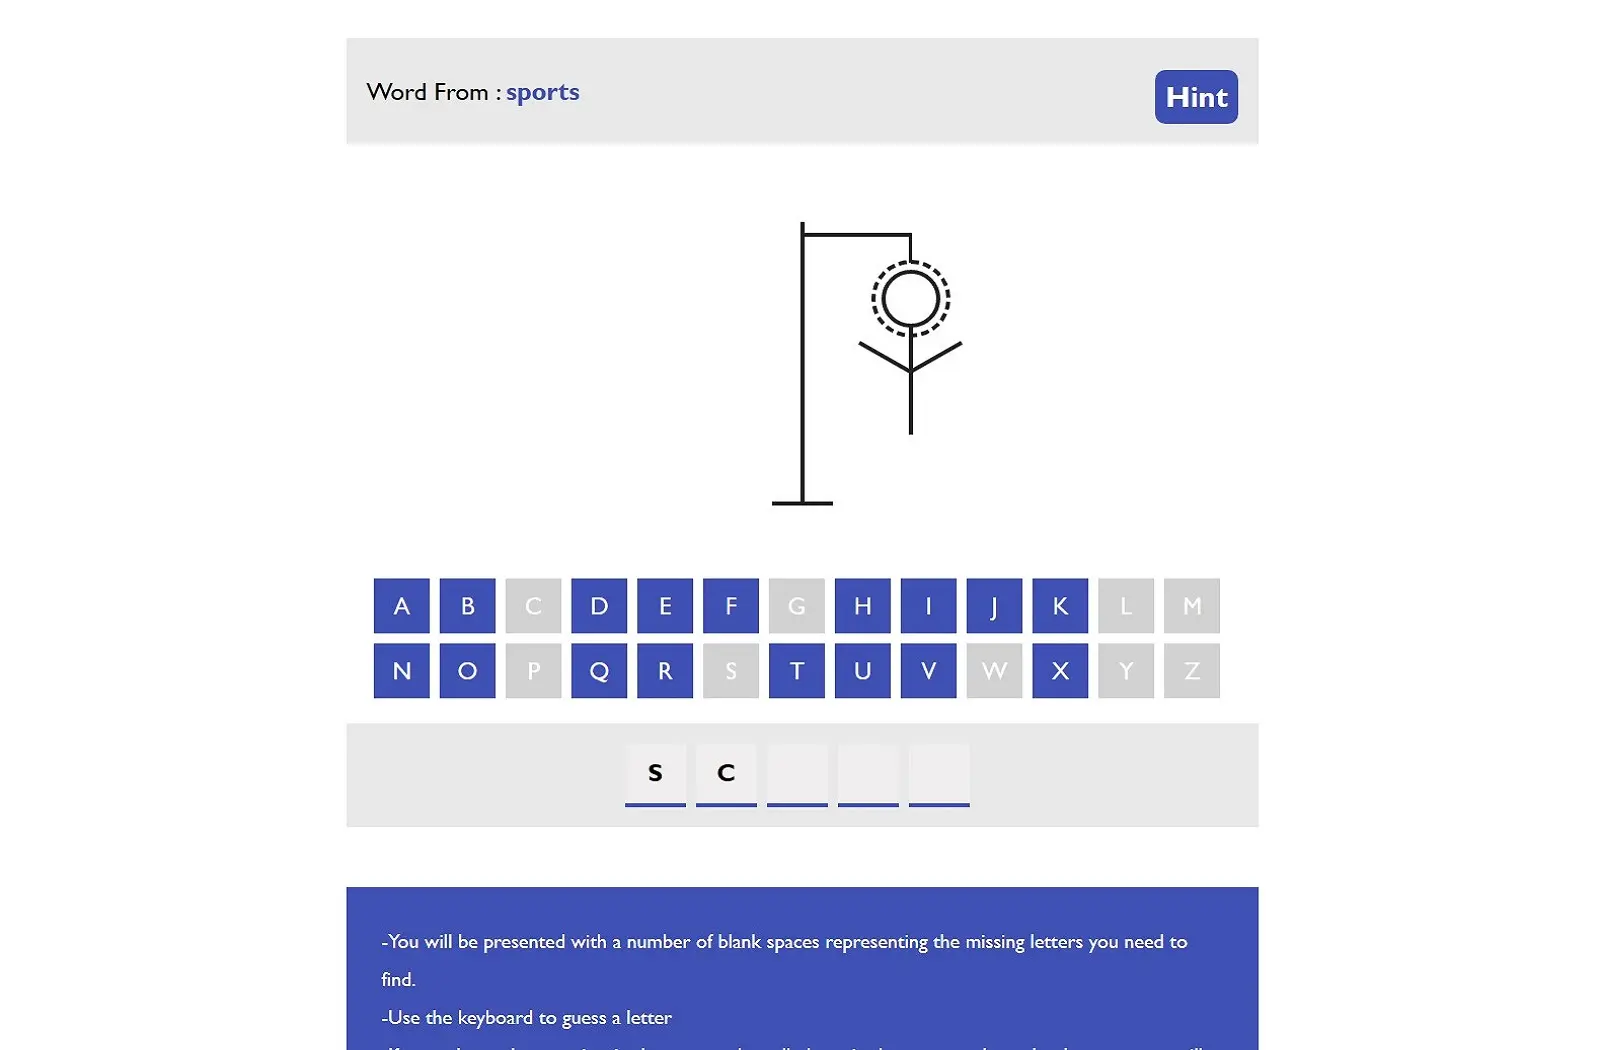 Word From : sports
Hint
A B C D E F G H I J K L M
N O P Q R S T U V W X Y Z
S C
-You will be presented with a number of blank spaces representing the missing letters you need to
find.
-Use the keyboard to guess a letter